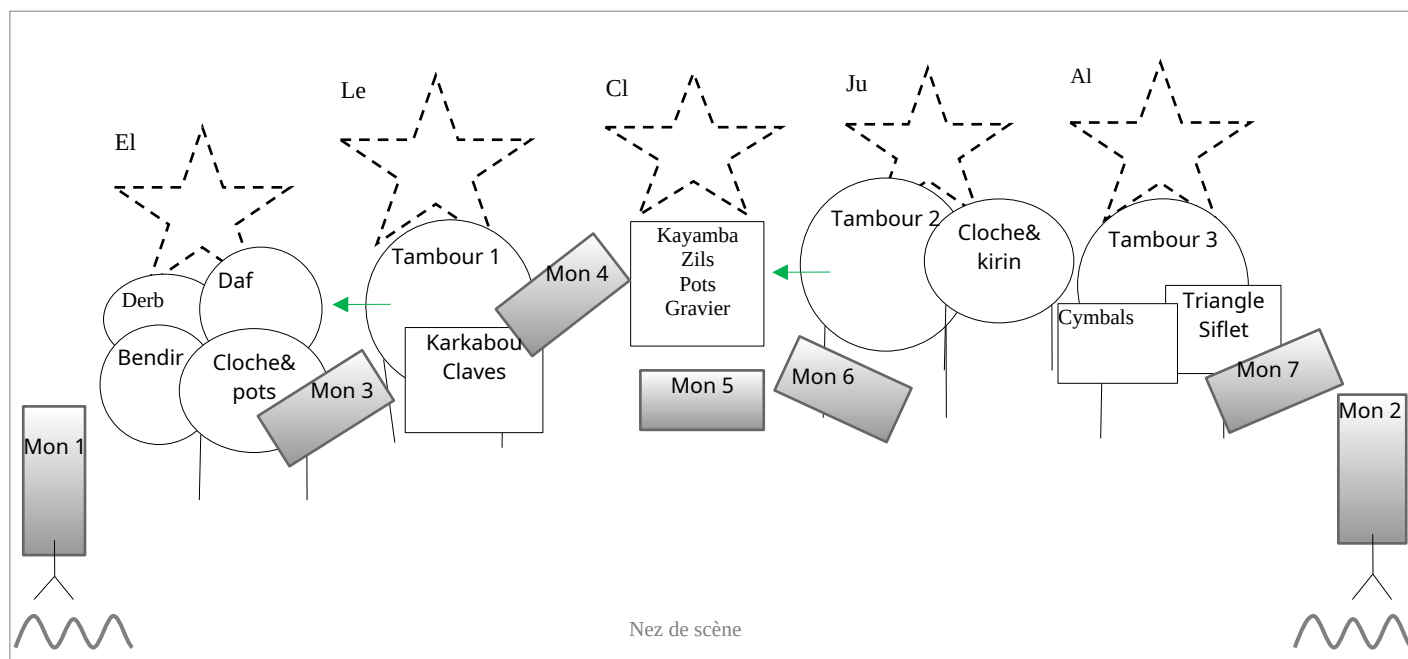 El
Le
Cl
Ju
Al
Derb
Daf
Bendir
Cloche&
pots
Mon 1
Mon 3
Tambour 1
Karkabou
Claves
Mon 4
Kayamba
Zils
Pots
Gravier
Mon 5
Tambour 2
Cloche&
kirin
Mon 6
Tambour 3
Cymbals
Triangle
Siflet
Mon 7
Mon 2
Nez de scène